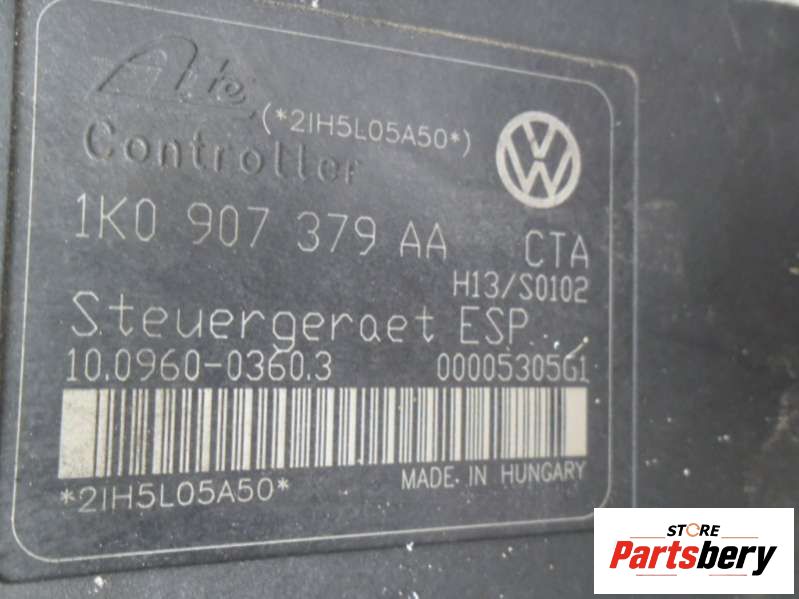 Ate
(*2IH5L05A50*)
Controller
1K0 907 379 AA CTA
H13/S0102
Steuergeraet ESP
10.0960-0360.3 00005305G1
*2IH5L05A50*
MADE IN HUNGARY
STORE
Partsbery